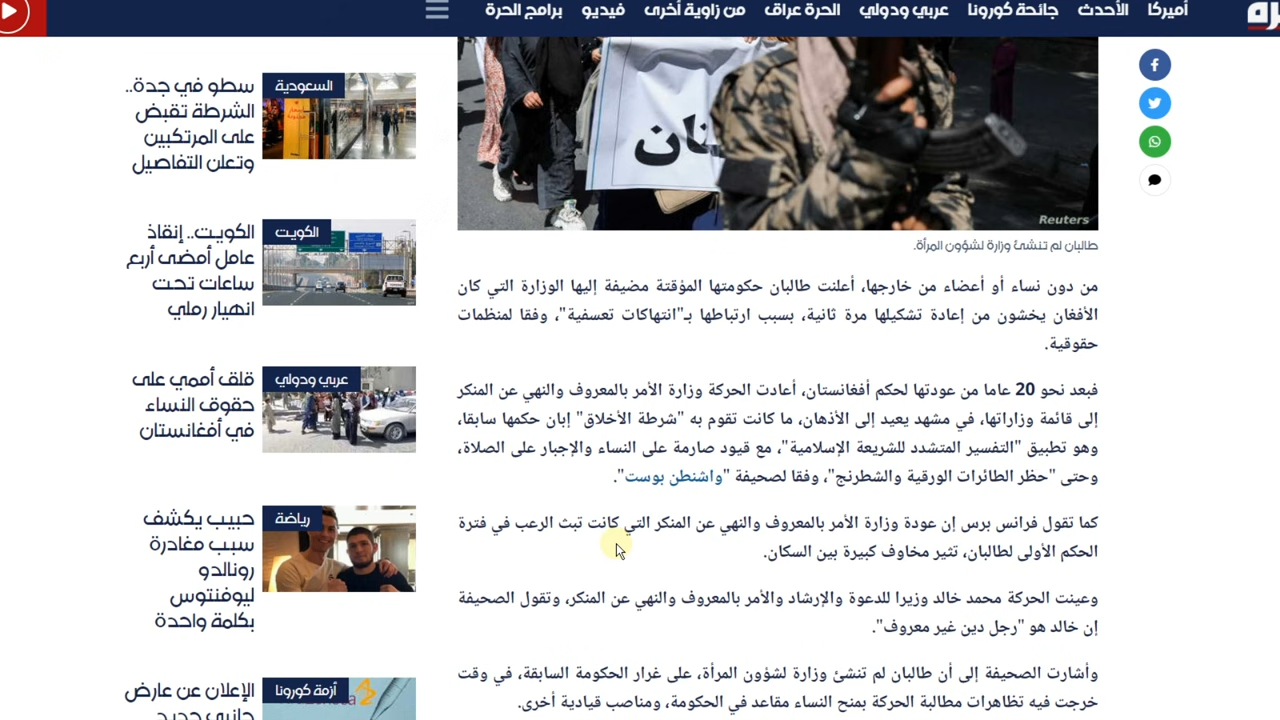 أميركا
الأحدث
جائحة كورونا
عربي ودولي
الحرة عراق
من زاوية أخرى
فيديو
برامج الحرة
Reuters
طالبان لم تنشئ وزارة لشؤون المرأة.
من دون نساء أو أعضاء من خارجها، أعلنت طالبان حكومتها المؤقتة مضيفة إليها الوزارة التي كان
الأفغان يخشون من إعادة تشكيلها مرة ثانية، بسبب ارتباطها بـ"انتهاكات تعسفية"، وفقا لمنظمات
حقوقية.
فبعد نحو 20 عاما من عودتها لحكم أفغانستان، أعادت الحركة وزارة الأمر بالمعروف والنهي عن المنكر
إلى قائمة وزاراتها، في مشهد يعيد إلى الأذهان، ما كانت تقوم به "شرطة الأخلاق" إبان حكمها سابقا،
وهو تطبيق "التفسير المتشدد للشريعة الإسلامية"، مع قيود صارمة على النساء والإجبار على الصلاة،
وحتى "حظر الطائرات الورقية والشطرنج"، وفقا لصحيفة "واشنطن بوست".
كما تقول فرانس برس إن عودة وزارة الأمر بالمعروف والنهي عن المنكر التي كانت تبث الرعب في فترة
الحكم الأولى لطالبان، تثير مخاوف كبيرة بين السكان.
وعينت الحركة محمد خالد وزيرا للدعوة والإرشاد والأمر بالمعروف والنهي عن المنكر، وتقول الصحيفة
إن خالد هو "رجل دين غير معروف".
وأشارت الصحيفة إلى أن طالبان لم تنشئ وزارة لشؤون المرأة، على غرار الحكومة السابقة، في وقت
خرجت فيه تظاهرات مطالبة الحركة بمنح النساء مقاعد في الحكومة، ومناصب قيادية أخرى.
السعودية
سطو في جدة..
الشرطة تقبض
على المرتكبين
وتعلن التفاصيل
الكويت
الكويت.. إنقاذ
عامل أمضى أربع
ساعات تحت
انهيار رملي
عربي ودولي
قلق أممي على
حقوق النساء
في أفغانستان
رياضة
حبيب يكشف
سبب مغادرة
رونالدو
ليوفنتوس
بكلمة واحدة
أزمة كورونا
الإعلان عن عارض
جانبي جديد